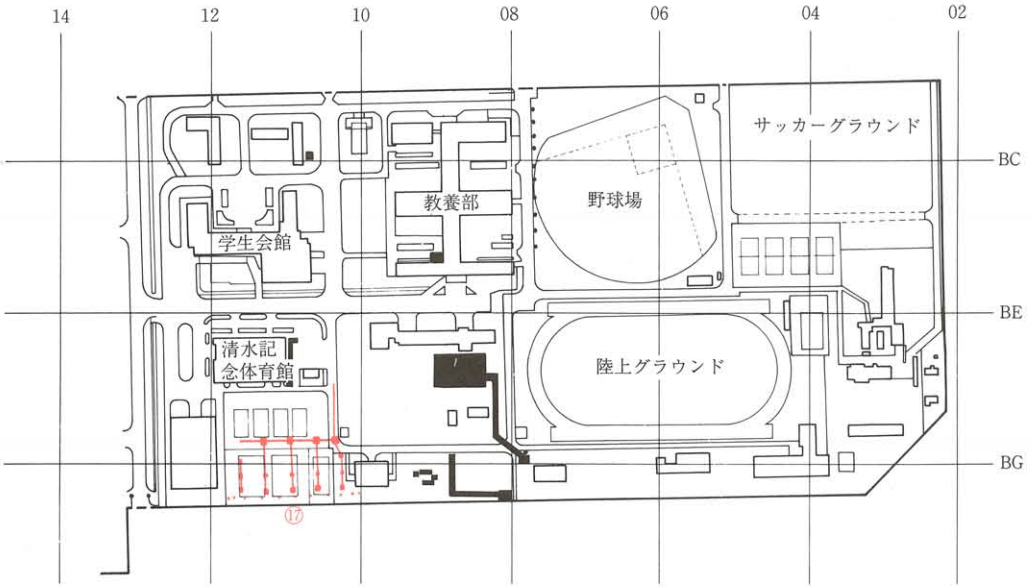 14 12 10 08 06 04 02
サッカーグラウンド
BC
教養部
野球場
学生会館
BE
清水記
念体育館
陸上グラウンド
BG
⑰